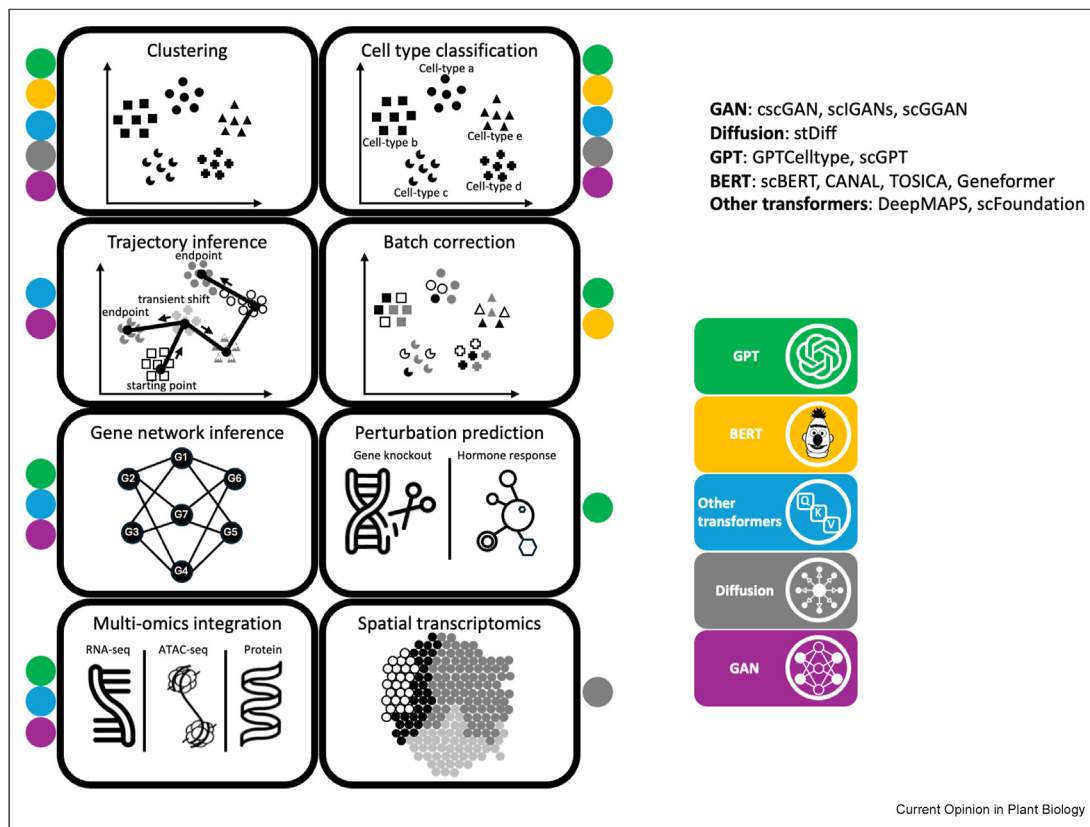 Clustering
Cell type classification
Cell-type a
Cell-type b
Cell-type e
Cell-type c
Cell-type d
GAN: cscGAN, scIGANs, scGGAN
Diffusion: stDiff
GPT: GPTCelltype, scGPT
BERT: scBERT, CANAL, TOSICA, Geneformer
Other transformers: DeepMAPS, scFoundation
Trajectory inference
endpoint
transient shift
endpoint
starting point
Batch correction
Gene network inference
G1
G2
G6
G7
G3
G5
G4
Perturbation prediction
Gene knockout
Hormone response
Multi-omics integration
RNA-seq
ATAC-seq
Protein
Spatial transcriptomics
GPT
BERT
Other
transformers
Q
K
V
Diffusion
GAN
Current Opinion in Plant Biology